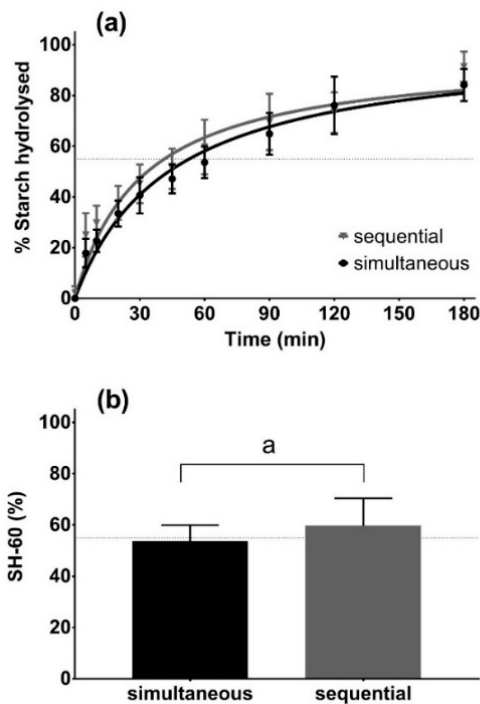 (a)
100
80
60
40
20
0
% Starch hydrolysed
sequential
simultaneous
0 30 60 90 120 150 180
Time (min)
(b)
100
80
60
40
20
0
SH-60 (%)
a
simultaneous sequential